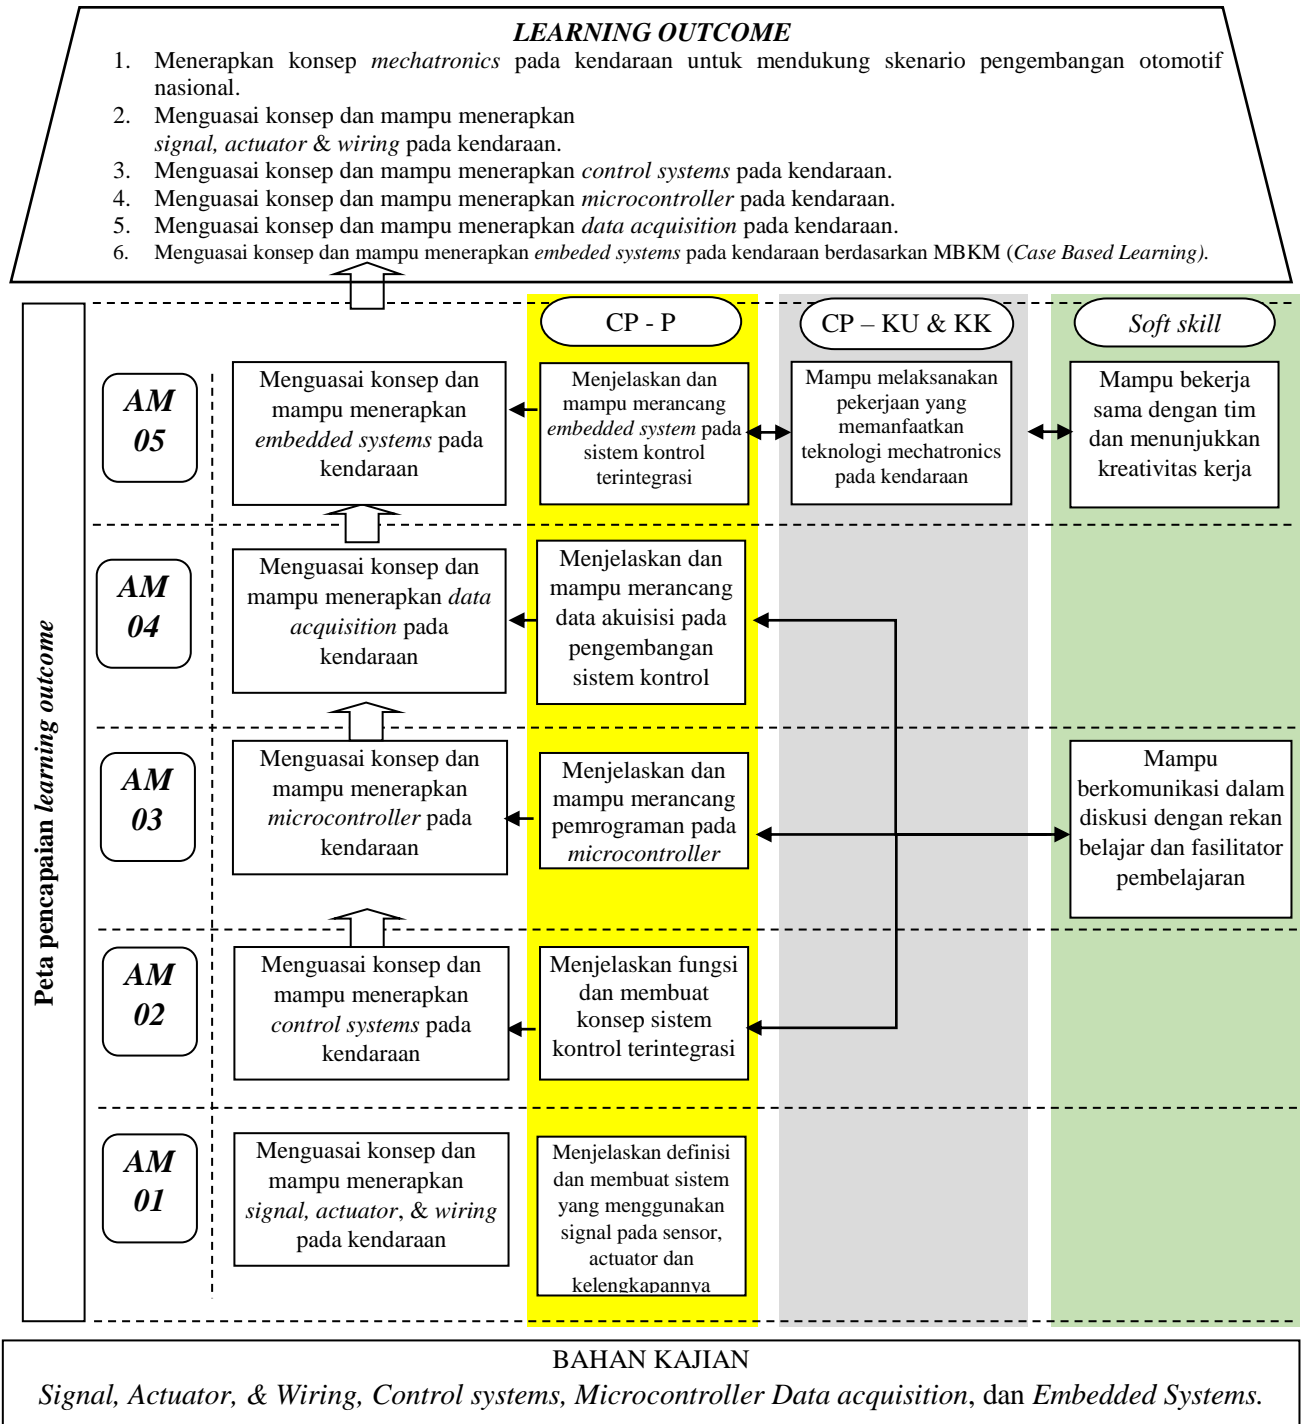 LEARNING OUTCOME
1. Menerapkan konsep mechatronics pada kendaraan untuk mendukung skenario pengembangan otomotif
nasional.
2. Menguasai konsep dan mampu menerapkan
signal, actuator & wiring pada kendaraan.
3. Menguasai konsep dan mampu menerapkan control systems pada kendaraan.
4. Menguasai konsep dan mampu menerapkan microcontroller pada kendaraan.
5. Menguasai konsep dan mampu menerapkan data acquisition pada kendaraan.
6. Menguasai konsep dan mampu menerapkan embeded systems pada kendaraan berdasarkan MBKM (Case Based Learning).
Peta pencapaian learning outcome
CP - P
CP – KU & KK
Soft skill
AM
05
Menguasai konsep dan
mampu menerapkan
embedded systems pada
kendaraan
Menjelaskan dan
mampu merancang
embedded system pada
sistem kontrol
terintegrasi
Mampu melaksanakan
pekerjaan yang
memanfaatkan
teknologi mechatronics
pada kendaraan
Mampu bekerja
sama dengan tim
dan menunjukkan
kreativitas kerja
AM
04
Menguasai konsep dan
mampu menerapkan data
acquisition pada
kendaraan
Menjelaskan dan
mampu merancang
data akuisisi pada
pengembangan
sistem kontrol
AM
03
Menguasai konsep dan
mampu menerapkan
microcontroller pada
kendaraan
Menjelaskan dan
mampu merancang
pemrograman pada
microcontroller
Mampu
berkomunikasi dalam
diskusi dengan rekan
belajar dan fasilitator
pembelajaran
AM
02
Menguasai konsep dan
mampu menerapkan
control systems pada
kendaraan
Menjelaskan fungsi
dan membuat
konsep sistem
kontrol terintegrasi
AM
01
Menguasai konsep dan
mampu menerapkan
signal, actuator, & wiring
pada kendaraan
Menjelaskan definisi
dan membuat sistem
yang menggunakan
signal pada sensor,
actuator dan
kelengkapannya
BAHAN KAJIAN
Signal, Actuator, & Wiring, Control systems, Microcontroller Data acquisition, dan Embedded Systems.